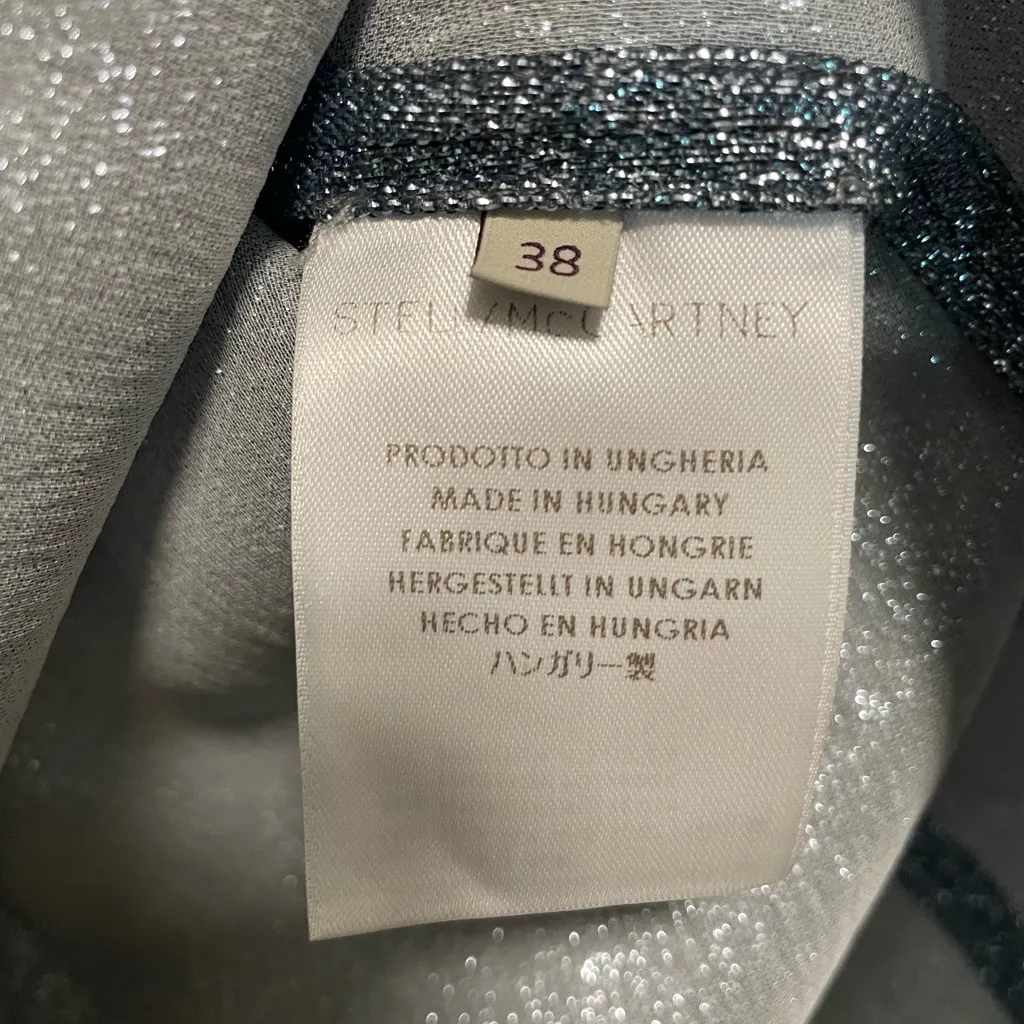 38
STELLA McCARTNEY
PRODOTTO IN UNGHERIA
MADE IN HUNGARY
FABRIQUE EN HONGRIE
HERGESTELLT IN UNGARN
HECHO EN HUNGRIA
ハンガリー製